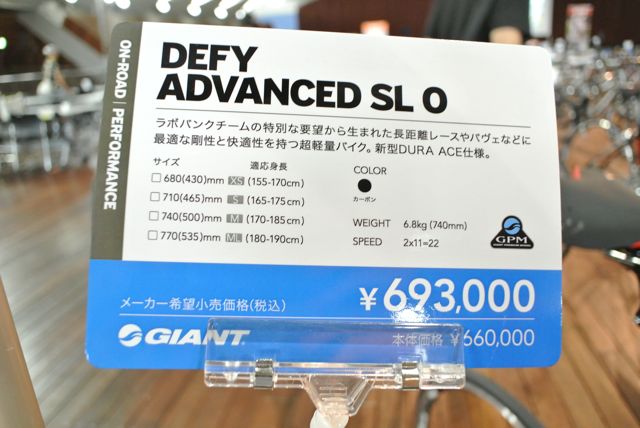 ON-ROAD | PERFORMANCE
DEFY
ADVANCED SL 0
ラボバンクチームの特別な要望から生まれた長距離レースやパヴェなどに
最適な剛性と快適性を持つ超軽量バイク。新型DURA ACE仕様。
サイズ 適応身長
□680(430)mm XS (155-170cm)
□710(465)mm S (165-175cm)
□740(500)mm M (170-185cm)
□770(535)mm ML (180-190cm)
COLOR
カーボン
WEIGHT 6.8kg (740mm)
SPEED 2x11=22
GPM
メーカー希望小売価格(税込) ¥693,000
GIANT
本体価格 ¥660,000